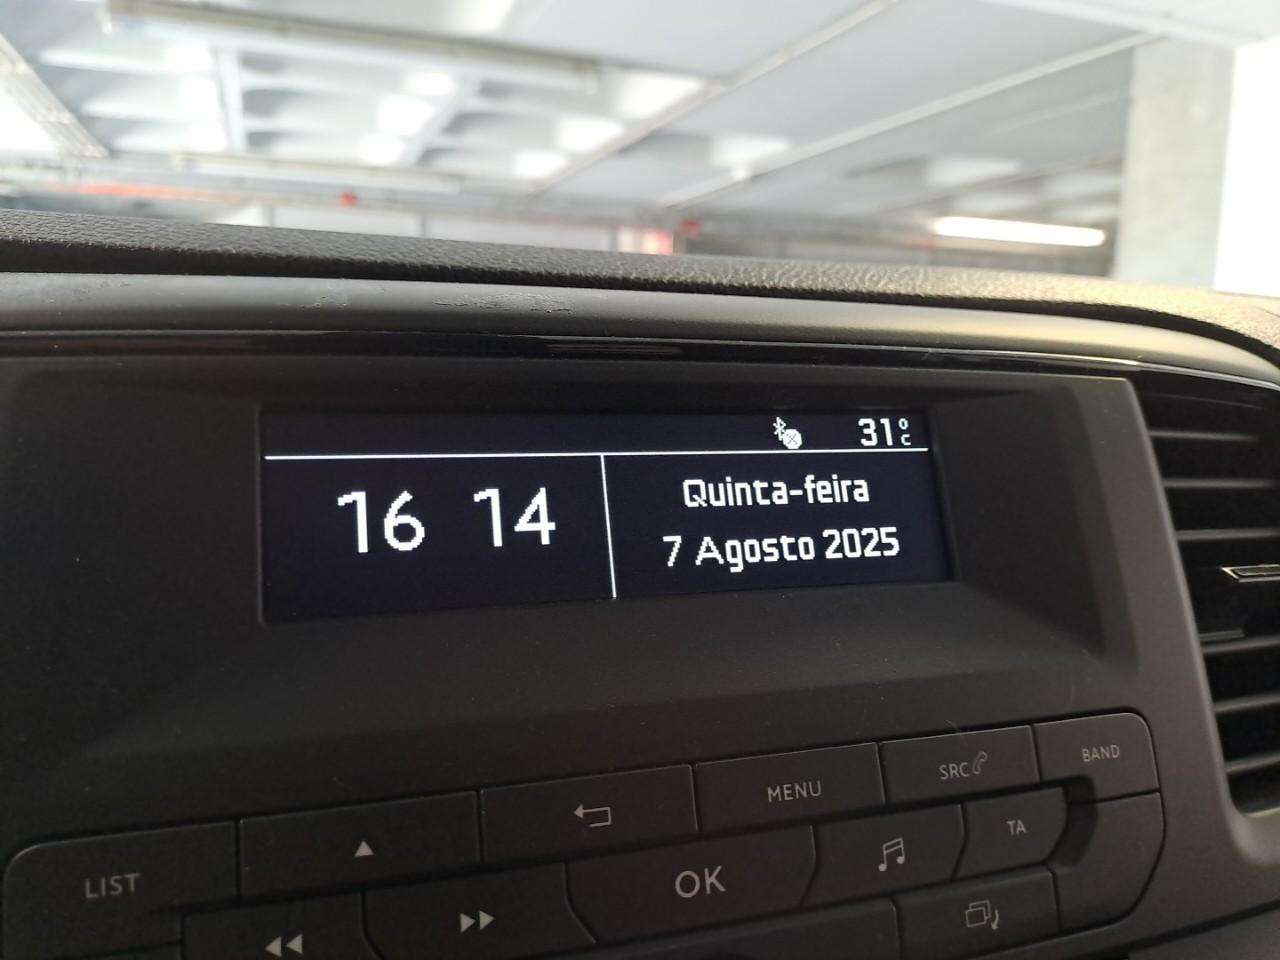 31°C
16 14
Quinta-feira
7 Agosto 2025
BAND
SRC
MENU
TA
OK
LIST